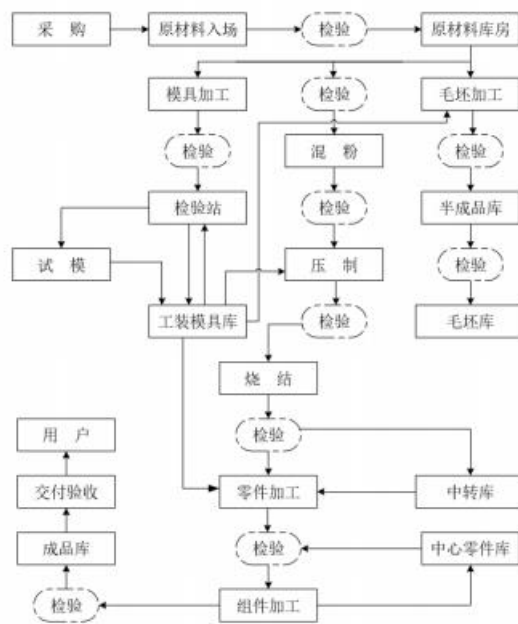 采 购
原材料入场
检验
原材料库房
模具加工
检验
毛坯加工
检验
混 粉
检验
检验站
检验
半成品库
试 模
压 制
检验
工装模具库
检验
毛坯库
烧 结
用 户
检验
交付验收
零件加工
中转库
成品库
检验
中心零件库
检验
组件加工